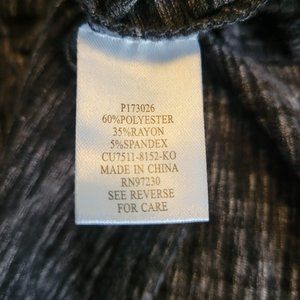 P173026
60%POLYESTER
35%RAYON
5%SPANDEX
CU7511-8152-KO
MADE IN CHINA
RN97230
SEE REVERSE
FOR CARE